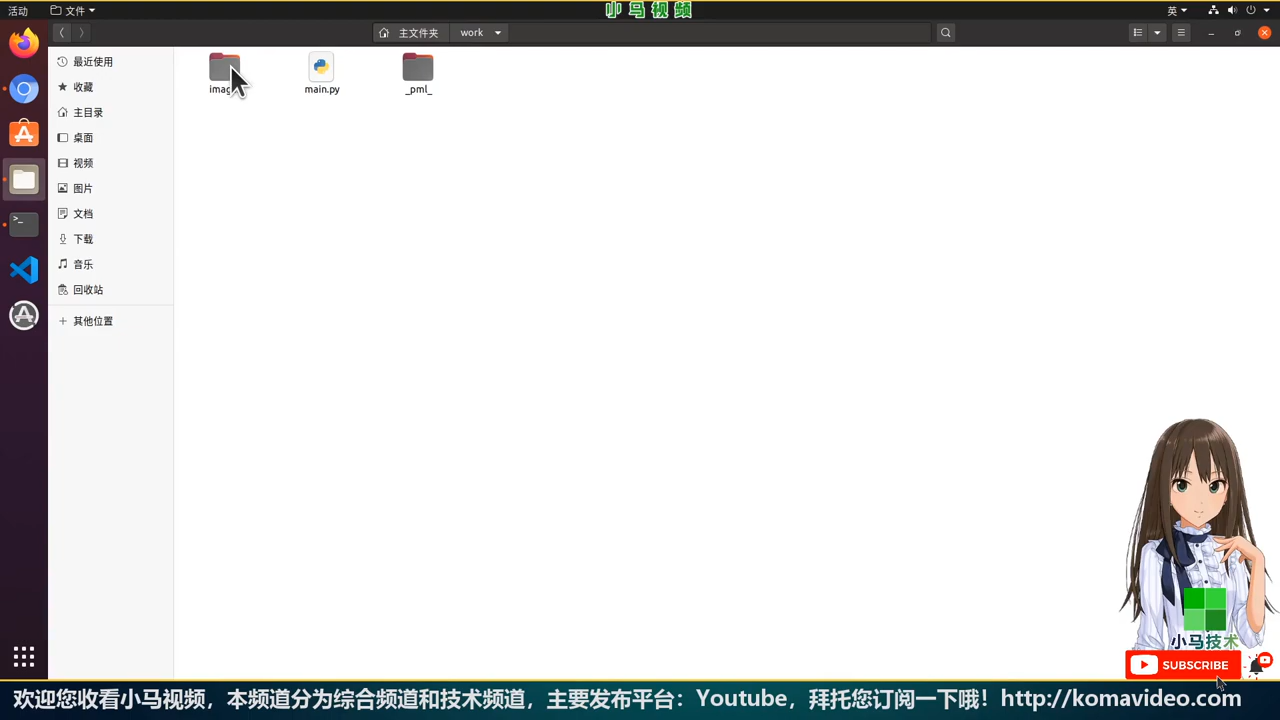 小马视频
活动
文件
英
主文件夹
work
最近使用
收藏
主目录
桌面
视频
图片
文档
下载
音乐
回收站
其他位置
main.py
_pml_
小马技术
SUBSCRIBE
欢迎您收看小马视频，本频道分为综合频道和技术频道，主要发布平台：Youtube，拜托您订阅一下哦！http://komavideo.com